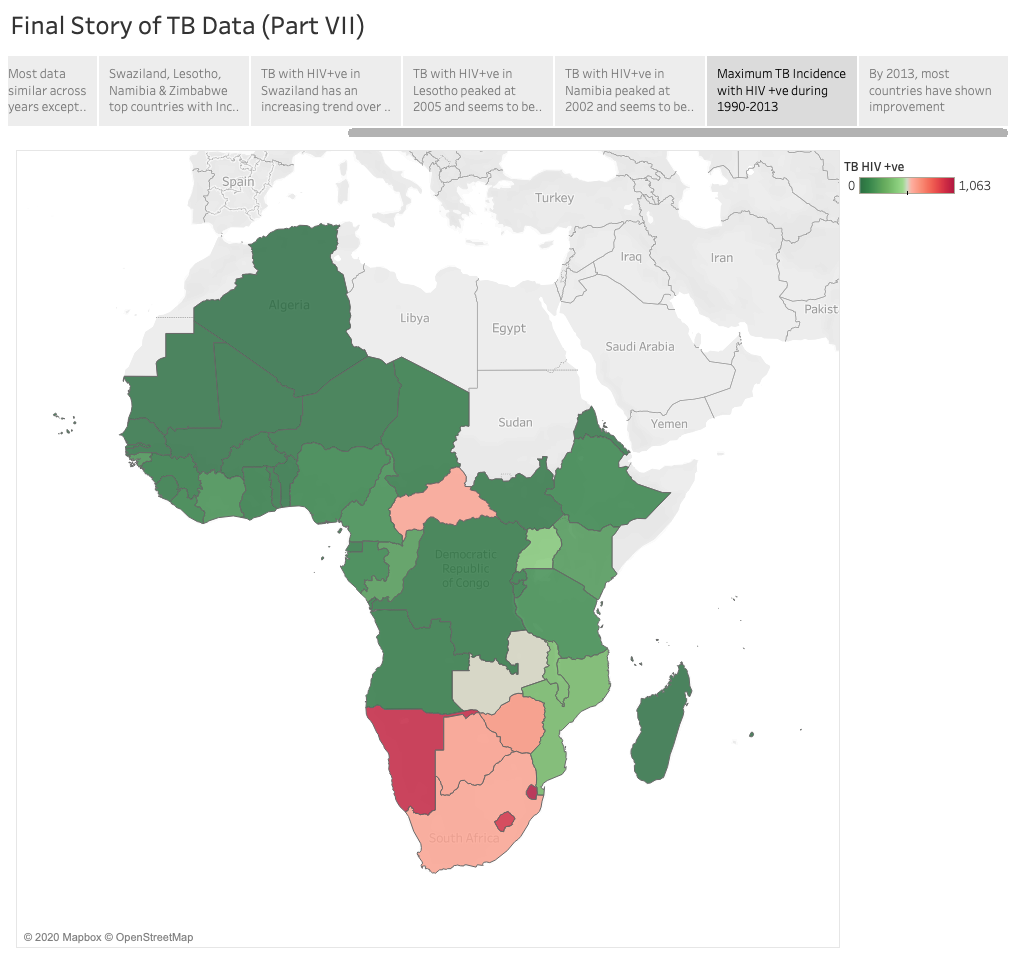 Final Story of TB Data (Part VII)
Most data
similar across
years except..
Swaziland, Lesotho,
Namibia & Zimbabwe
top countries with Inc..
TB with HIV+ve in
Swaziland has an
increasing trend over ..
TB with HIV+ve in
Lesotho peaked at
2005 and seems to be..
TB with HIV+ve in
Namibia peaked at
2002 and seems to be..
Maximum TB Incidence
with HIV +ve during
1990-2013
By 2013, most
countries have shown
improvement
TB HIV +ve
0 1,063
Spain
Turkey
Iraq
Iran
Pakist
Algeria
Libya
Egypt
Saudi Arabia
Sudan
Yemen
Democratic
Republic
of Congo
South Africa
© 2020 Mapbox © OpenStreetMap